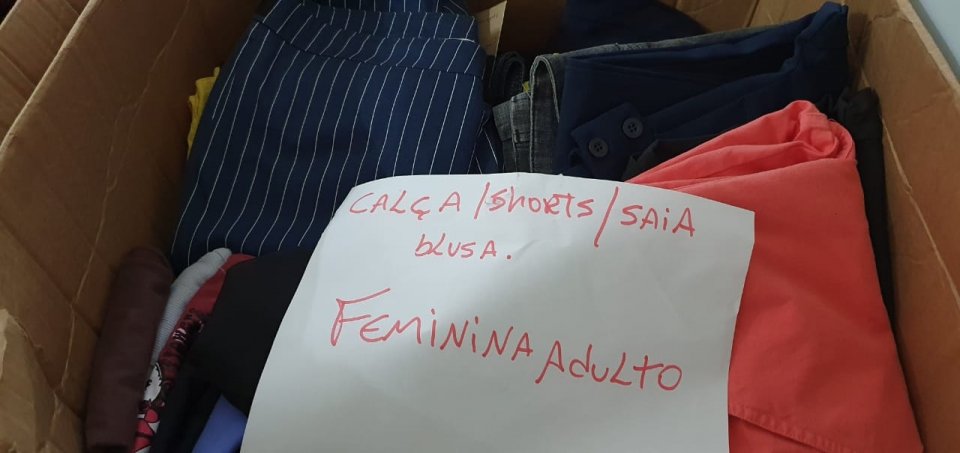 CALÇA/ShORTS/SAiA
bLUSA.
FEMiNiNA AdULTO